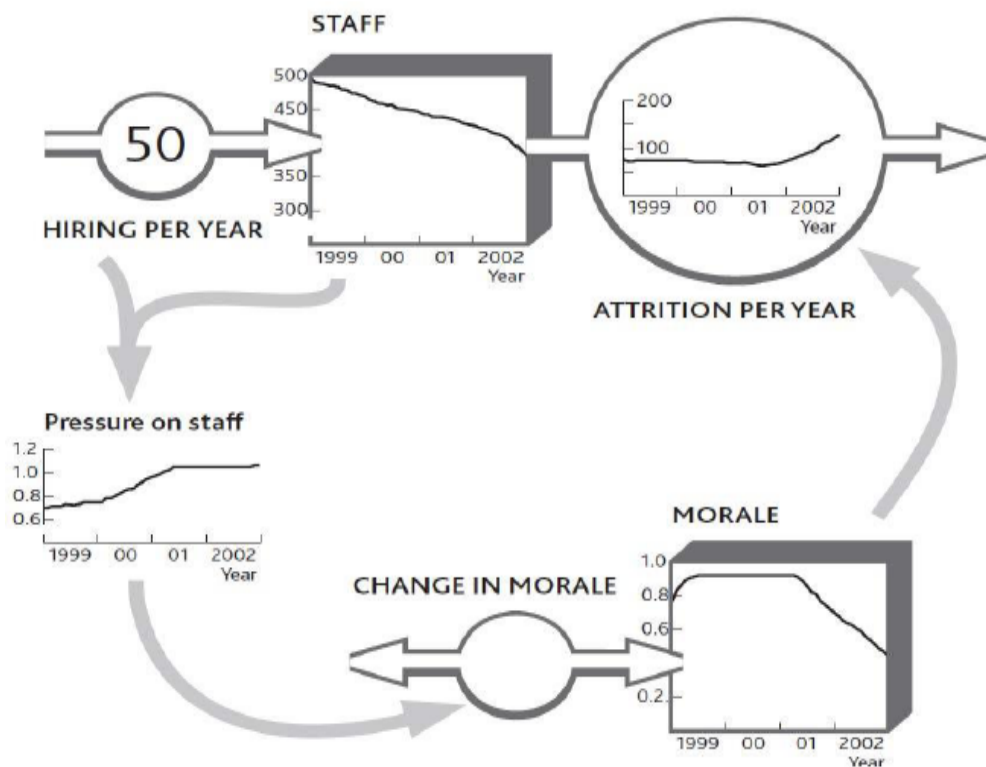 STAFF
500
450
350
300
1999 00 01 2002
Year
50
HIRING PER YEAR
200
100
1999 00 01 2002
Year
ATTRITION PER YEAR
Pressure on staff
1.2
1.0
0.8
0.6
1999 00 01 2002
Year
CHANGE IN MORALE
MORALE
1.0
0.8
0.6
0.2
1999 00 01 2002
Year